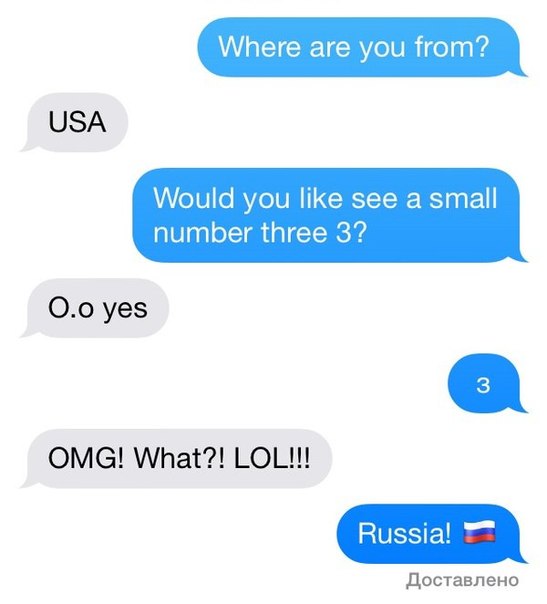 Where are you from?
USA
Would you like see a small
number three 3?
O.o yes
з
OMG! What?! LOL!!!
Russia! 🇷🇺
Доставлено